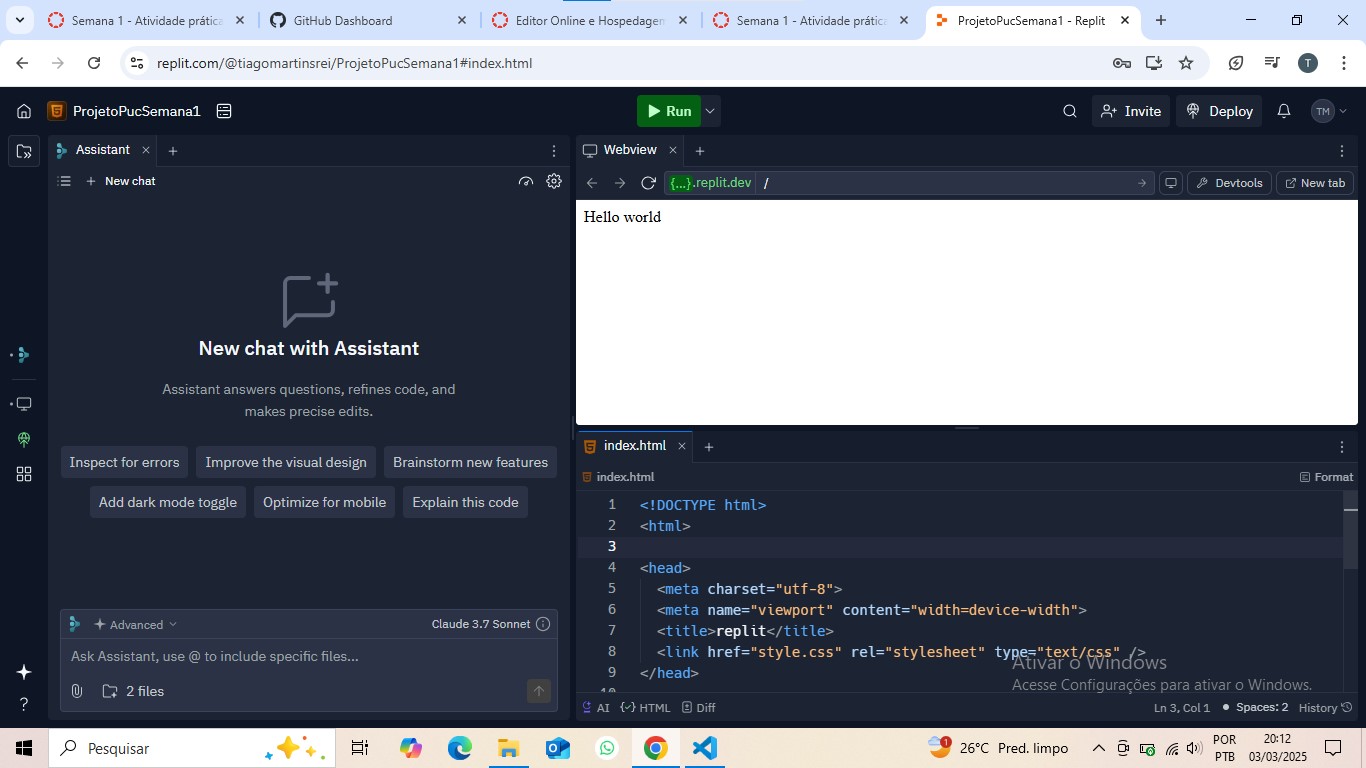 Semana 1 - Atividade prática
GitHub Dashboard
Editor Online e Hospedagem
Semana 1 - Atividade prática
ProjetoPucSemana1 - Replit
replit.com/@tiagomartinsrei/ProjetoPucSemana1#index.html
T
ProjetoPucSemana1
Run
Invite
Deploy
TM
Assistant
New chat
New chat with Assistant
Assistant answers questions, refines code, and
makes precise edits.
Inspect for errors
Improve the visual design
Brainstorm new features
Add dark mode toggle
Optimize for mobile
Explain this code
Advanced
Claude 3.7 Sonnet
Ask Assistant, use @ to include specific files...
2 files
Webview
{...}.replit.dev /
Devtools
New tab
Hello world
index.html
index.html
Format
1 <!DOCTYPE html>
2 <html>
3
4 <head>
5 <meta charset="utf-8">
6 <meta name="viewport" content="width=device-width">
7 <title>replit</title>
8 <link href="style.css" rel="stylesheet" type="text/css" />
9 </head>
10
Ativar o Windows
Acesse Configurações para ativar o Windows.
AI
HTML
Diff
Ln 3, Col 1
Spaces: 2
History
Pesquisar
1
26°C Pred. limpo
POR
PTB
20:12
03/03/2025